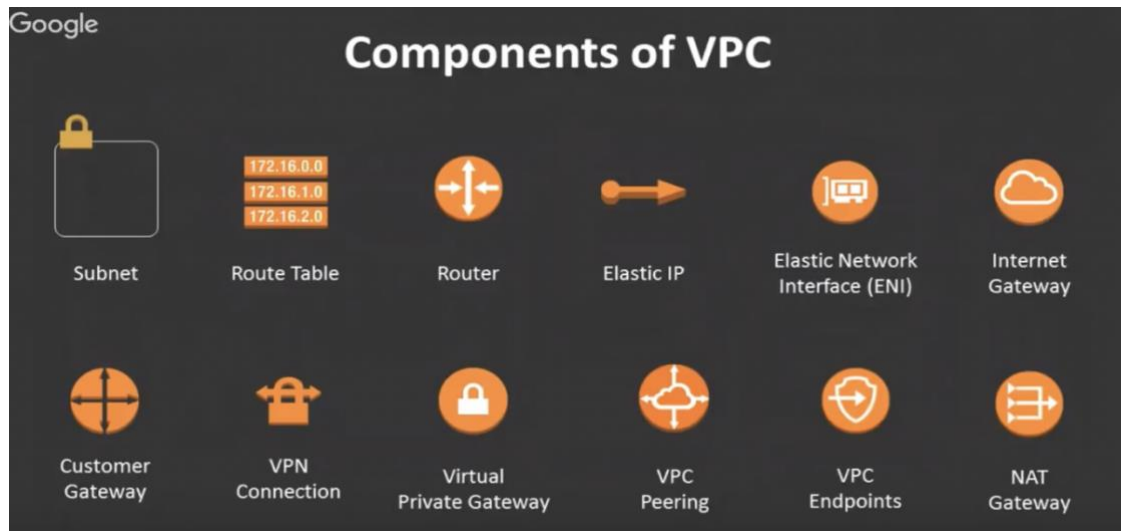 Google
Components of VPC
172.16.0.0
172.16.1.0
172.16.2.0
Subnet
Route Table
Router
Elastic IP
Elastic Network
Interface (ENI)
Internet
Gateway
Customer
Gateway
VPN
Connection
Virtual
Private Gateway
VPC
Peering
VPC
Endpoints
NAT
Gateway